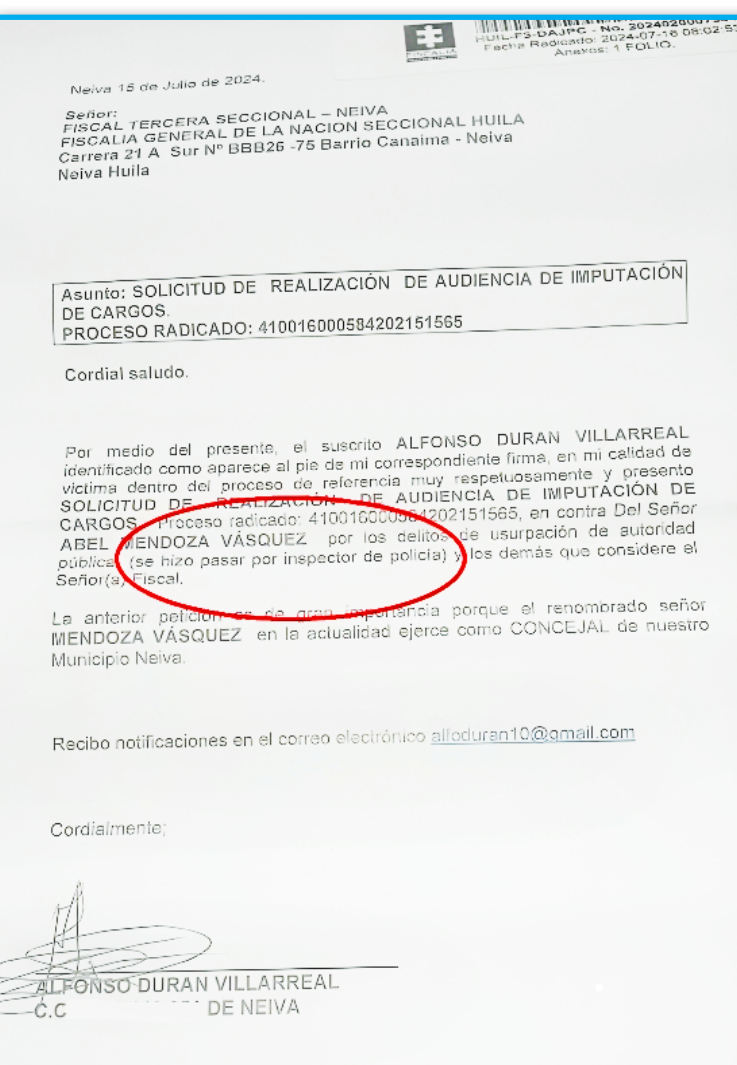 FISCALIA
HUIL-FS-DAJPC - No.
Fecha Radicado: 2024-07-16 08:02:5
Anexos: 1 FOLIO.
Neiva 15 de Julio de 2024.
Señor:
FISCAL TERCERA SECCIONAL – NEIVA
FISCALIA GENERAL DE LA NACION SECCIONAL HUILA
Carrera 21 A Sur Nº BBB26 -75 Barrio Canaima - Neiva
Neiva Huila
Asunto: SOLICITUD DE REALIZACIÓN DE AUDIENCIA DE IMPUTACIÓN
DE CARGOS.
PROCESO RADICADO: 410016000584202151565
Cordial saludo.
Por medio del presente, el suscrito ALFONSO DURAN VILLARREAL
identificado como aparece al pie de mi correspondiente firma, en mi calidad de
victima dentro del proceso de referencia muy respetuosamente y presento
SOLICITUD DE REALIZACIÓN DE AUDIENCIA DE IMPUTACIÓN DE
CARGOS. Proceso radicado: 410016000584202151565, en contra Del Señor
ABEL MENDOZA VÁSQUEZ por los delitos de usurpación de autoridad
pública, (se hizo pasar por inspector de policía) y los demás que considere el
Señor(a) Fiscal.
La anterior petición es de gran importancia porque el renombrado señor
MENDOZA VÁSQUEZ en la actualidad ejerce como CONCEJAL de nuestro
Municipio Neiva.
Recibo notificaciones en el correo electrónico alfoduran10@gmail.com
Cordialmente;
ALFONSO DURAN VILLARREAL
C.C DE NEIVA